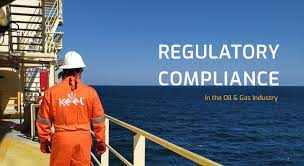 REGULATORY
COMPLIANCE
In the Oil & Gas Industry